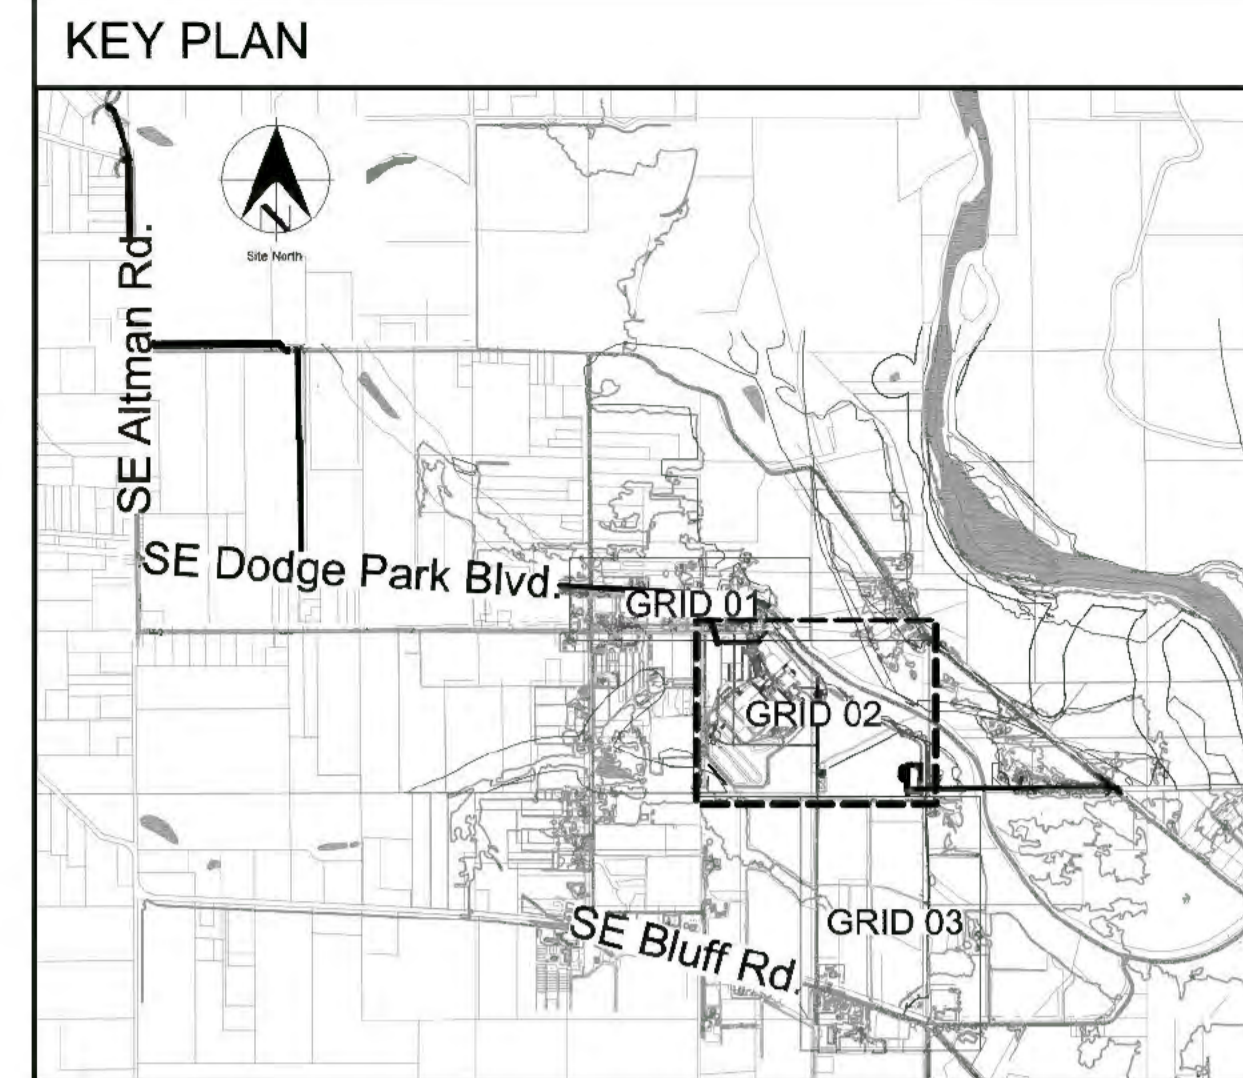 KEY PLAN
N
Site North
SE Altman Rd.
SE Dodge Park Blvd.
GRID 01
GRID 02
GRID 03
SE Bluff Rd.